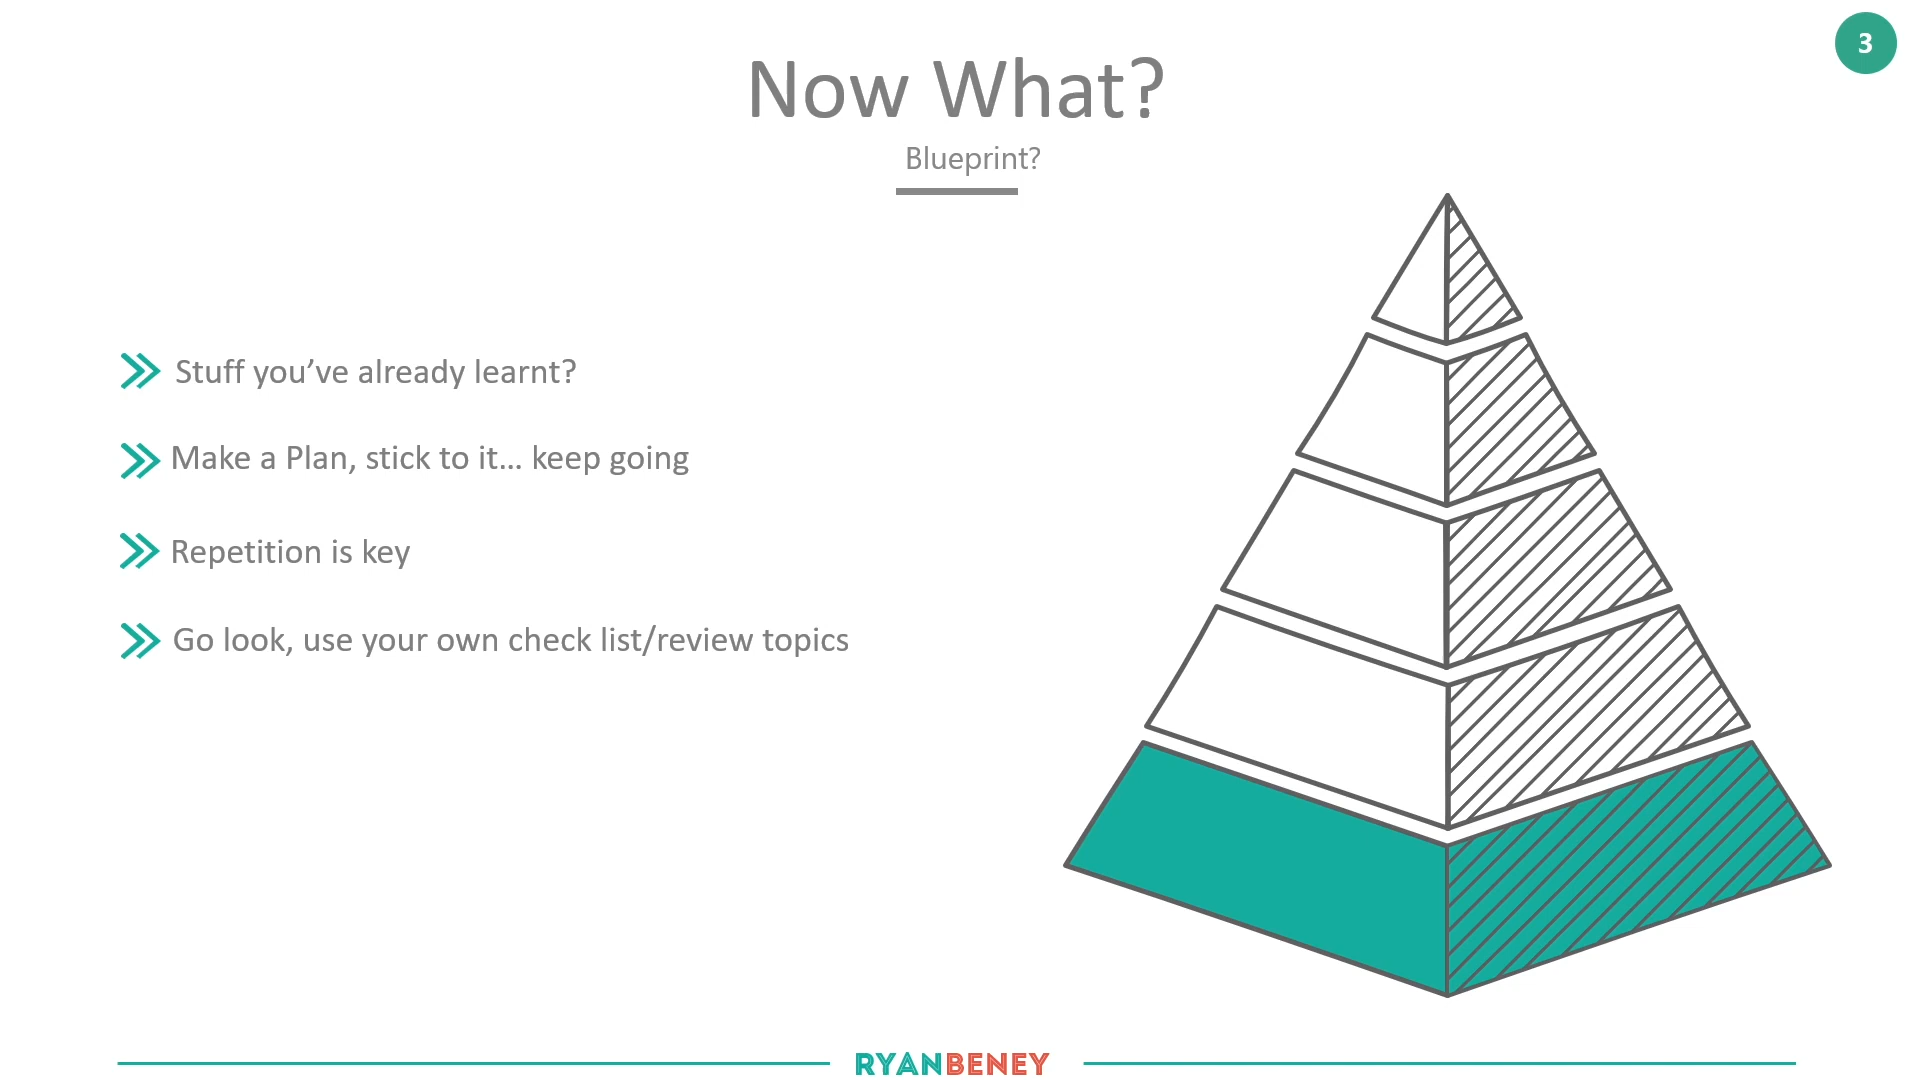 3
Now What?
Blueprint?
Stuff you’ve already learnt?
Make a Plan, stick to it… keep going
Repetition is key
Go look, use your own check list/review topics
RYANBENEY